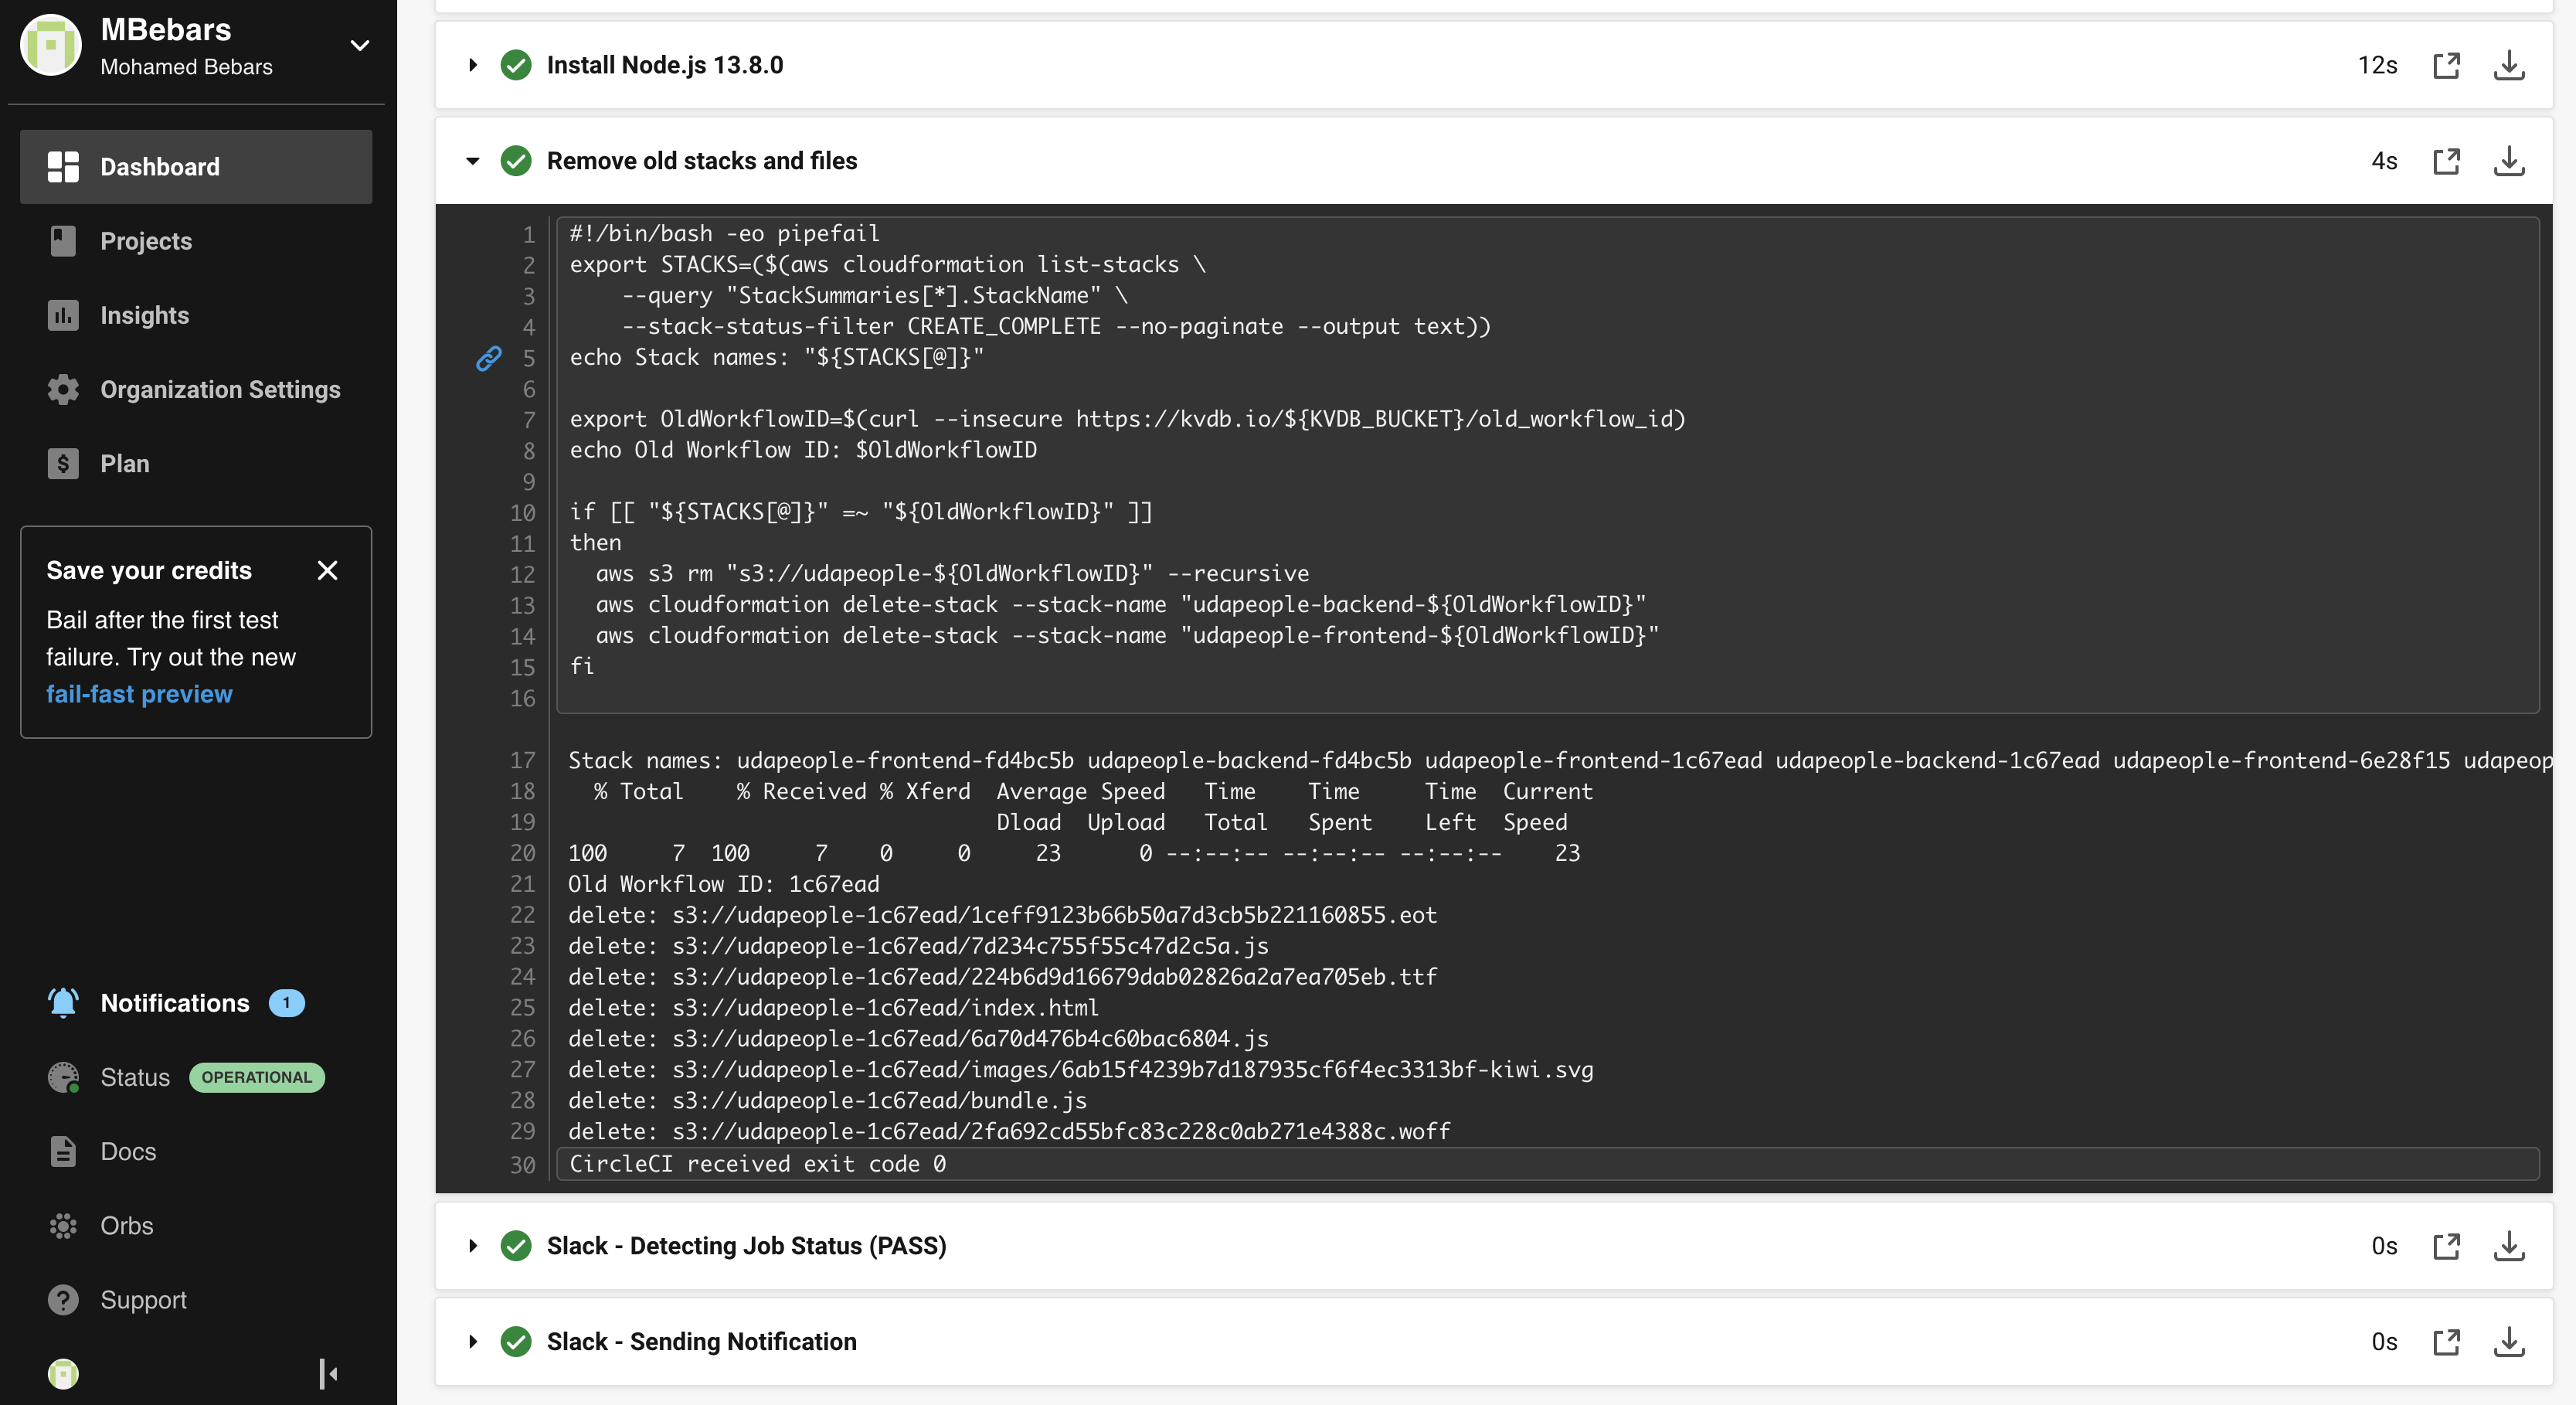 MBebars
Mohamed Bebars
Dashboard
Projects
Insights
Organization Settings
Plan
Save your credits
Bail after the first test
failure. Try out the new
fail-fast preview
Notifications 1
Status OPERATIONAL
Docs
Orbs
Support
Install Node.js 13.8.0 12s
Remove old stacks and files 4s
1 #!/bin/bash -eo pipefail
2 export STACKS=($(aws cloudformation list-stacks \
3     --query "StackSummaries[*].StackName" \
4     --stack-status-filter CREATE_COMPLETE --no-paginate --output text))
5 echo Stack names: "${STACKS[@]}"
6
7 export OldWorkflowID=$(curl --insecure https://kvdb.io/${KVDB_BUCKET}/old_workflow_id)
8 echo Old Workflow ID: $OldWorkflowID
9
10 if [[ "${STACKS[@]}" =~ "${OldWorkflowID}" ]]
11 then
12   aws s3 rm "s3://udapeople-${OldWorkflowID}" --recursive
13   aws cloudformation delete-stack --stack-name "udapeople-backend-${OldWorkflowID}"
14   aws cloudformation delete-stack --stack-name "udapeople-frontend-${OldWorkflowID}"
15 fi
16
17 Stack names: udapeople-frontend-fd4bc5b udapeople-backend-fd4bc5b udapeople-frontend-1c67ead udapeople-backend-1c67ead udapeople-frontend-6e28f15 udapeop
18   % Total    % Received % Xferd  Average Speed   Time    Time     Time  Current
19                                  Dload  Upload   Total   Spent    Left  Speed
20 100     7  100     7    0     0     23      0 --:--:-- --:--:-- --:--:--    23
21 Old Workflow ID: 1c67ead
22 delete: s3://udapeople-1c67ead/1ceff9123b66b50a7d3cb5b221160855.eot
23 delete: s3://udapeople-1c67ead/7d234c755f55c47d2c5a.js
24 delete: s3://udapeople-1c67ead/224b6d9d16679dab02826a2a7ea705eb.ttf
25 delete: s3://udapeople-1c67ead/index.html
26 delete: s3://udapeople-1c67ead/6a70d476b4c60bac6804.js
27 delete: s3://udapeople-1c67ead/images/6ab15f4239b7d187935cf6f4ec3313bf-kiwi.svg
28 delete: s3://udapeople-1c67ead/bundle.js
29 delete: s3://udapeople-1c67ead/2fa692cd55bfc83c228c0ab271e4388c.woff
30 CircleCI received exit code 0
Slack - Detecting Job Status (PASS) 0s
Slack - Sending Notification 0s